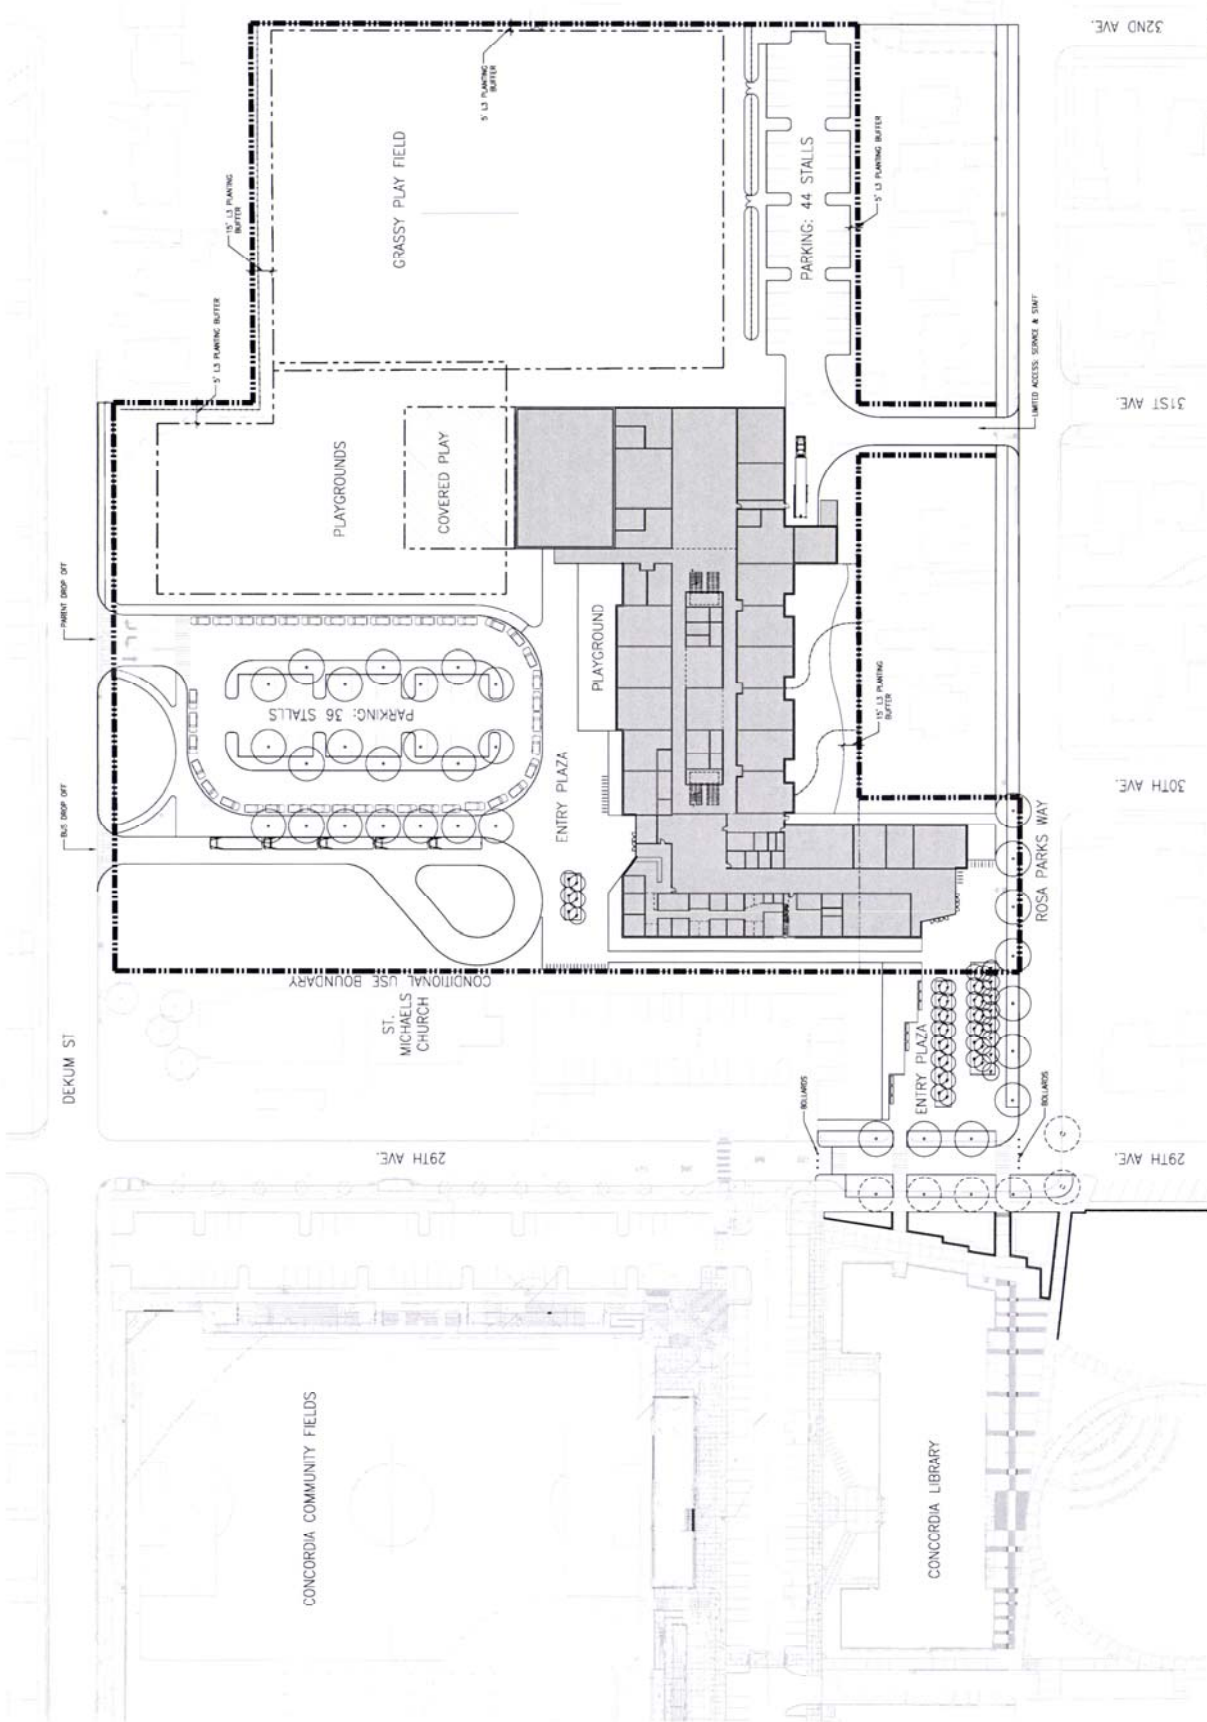 32ND AVE.
5' L3 PLANTING
BUFFER
GRASSY PLAY FIELD
PARKING: 44 STALLS
5' L3 PLANTING BUFFER
15' L3 PLANTING
BUFFER
5' L3 PLANTING BUFFER
LIMITED ACCESS: SERVICE & STAFF
31ST AVE.
PLAYGROUNDS
COVERED PLAY
PARENT DROP OFF
PLAYGROUND
15' L3 PLANTING
BUFFER
PARKING: 36 STALLS
BUS DROP OFF
ENTRY PLAZA
30TH AVE.
ROSA PARKS WAY
CONDITIONAL USE BOUNDARY
ST.
MICHAELS
CHURCH
DEKUM ST
ENTRY PLAZA
BOLLARDS
BOLLARDS
29TH AVE.
29TH AVE.
CONCORDIA COMMUNITY FIELDS
CONCORDIA LIBRARY